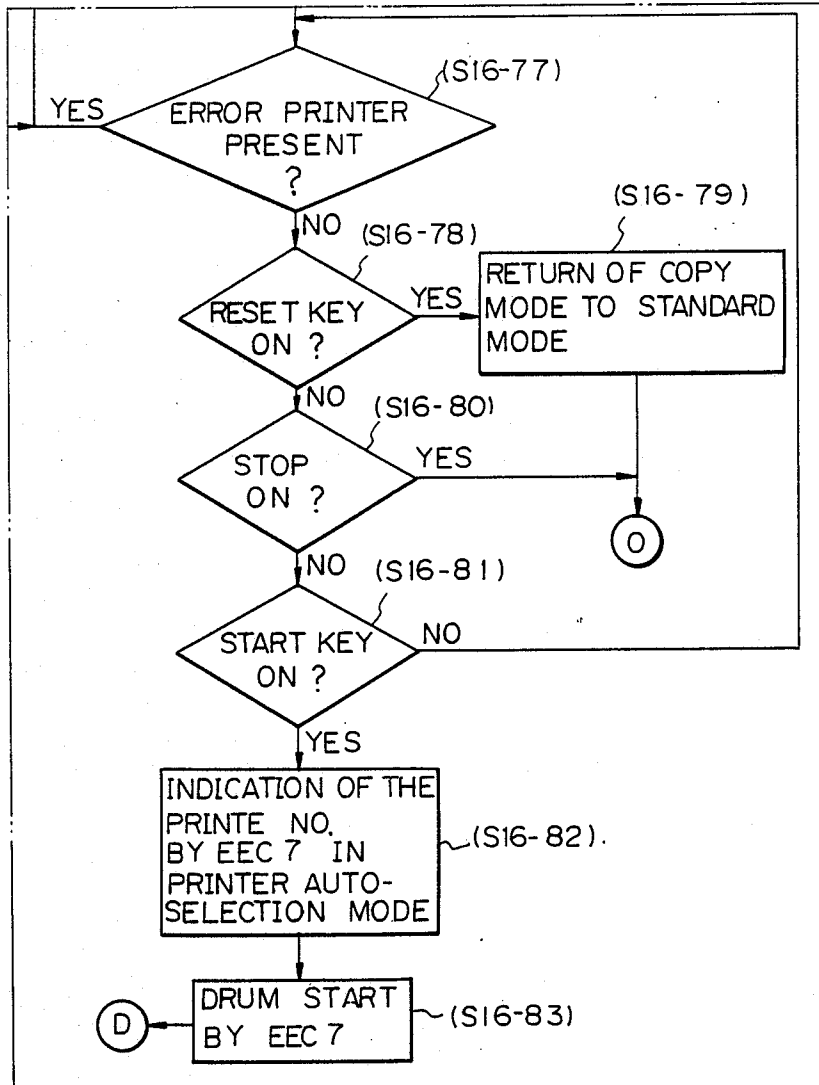 (S16-77)
YES
ERROR PRINTER
PRESENT
?
NO
(S16-78)
(S16-79)
RESET KEY
ON ?
YES
RETURN OF COPY
MODE TO STANDARD
MODE
NO
(S16-80)
STOP
ON ?
YES
O
NO
(S16-81)
START KEY
ON ?
NO
YES
INDICATION OF THE
PRINTE NO.
BY EEC 7 IN
PRINTER AUTO-
SELECTION MODE
(S16-82).
DRUM START
BY EEC 7
D
(S16-83)